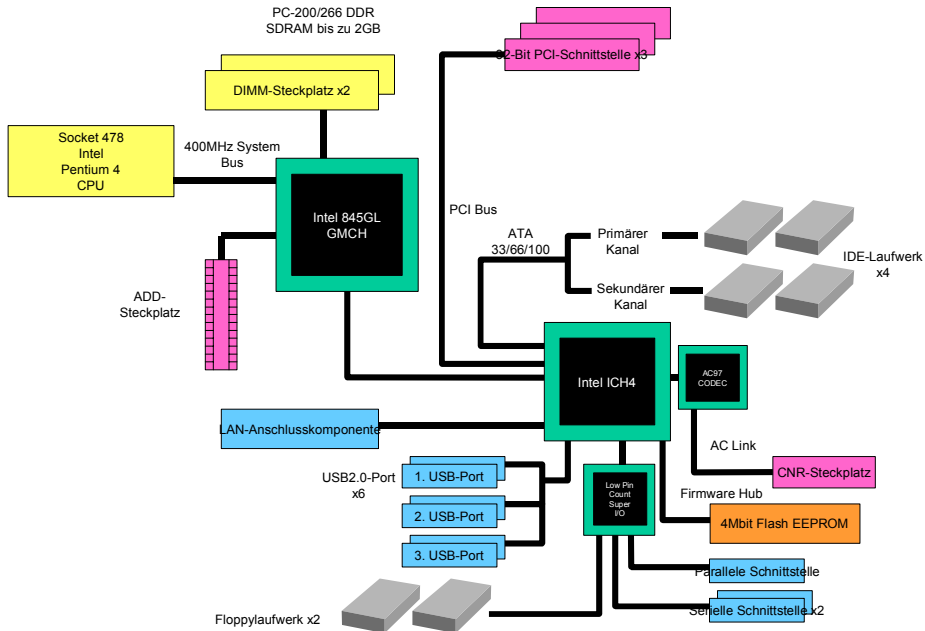 PC-200/266 DDR
SDRAM bis zu 2GB
32-Bit PCI-Schnittstelle x3
DIMM-Steckplatz x2
Socket 478
Intel
Pentium 4
CPU
400MHz System
Bus
Intel 845GL
GMCH
PCI Bus
ATA
33/66/100
Primärer
Kanal
Sekundärer
Kanal
IDE-Laufwerk
x4
ADD-
Steckplatz
Intel ICH4
AC97
CODEC
LAN-Anschlusskomponente
AC Link
CNR-Steckplatz
USB2.0-Port
x6
1. USB-Port
2. USB-Port
3. USB-Port
Low Pin
Count
Super
I/O
Firmware Hub
4Mbit Flash EEPROM
Parallele Schnittstelle
Serielle Schnittstelle x2
Floppylaufwerk x2